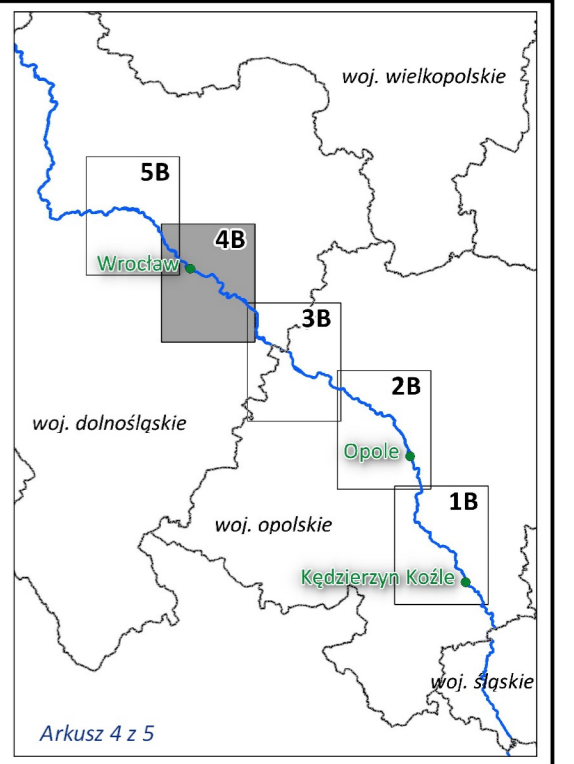 woj. wielkopolskie
5B
4B
Wrocław
3B
2B
woj. dolnośląskie
Opole
1B
woj. opolskie
Kędzierzyn Koźle
woj. śląskie
Arkusz 4 z 5